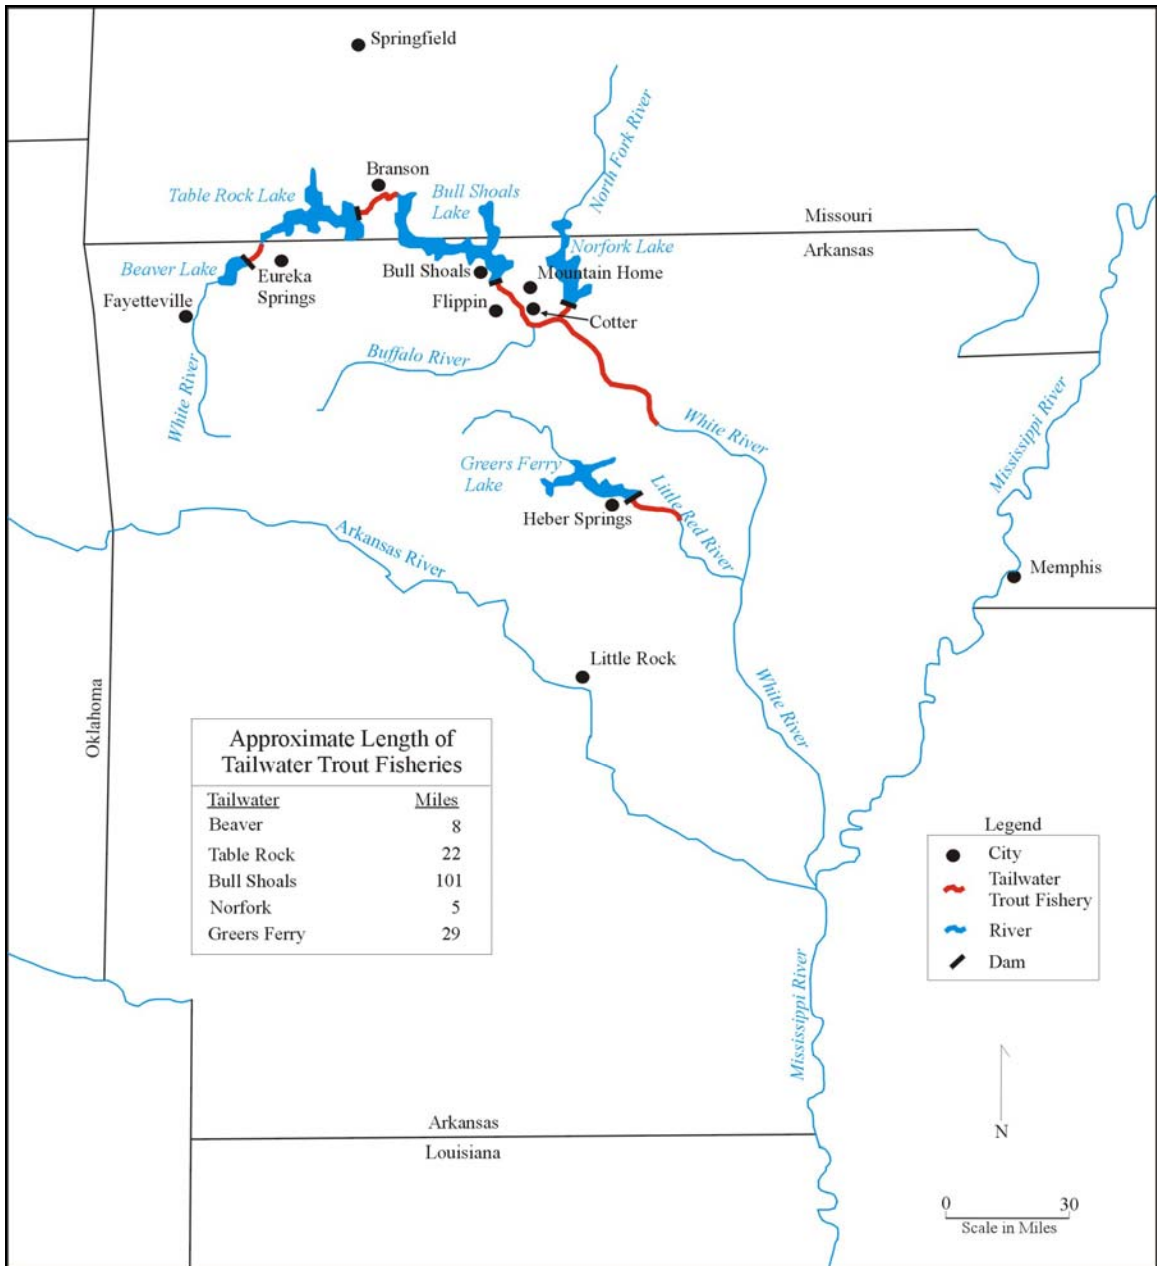 Springfield
North Fork River
Branson
Table Rock Lake
Bull Shoals
Lake
Missouri
Arkansas
Norfork Lake
Beaver Lake
Eureka
Springs
Bull Shoals
Mountain Home
Fayetteville
Flippin
Cotter
Buffalo River
White River
White River
Mississippi River
Greers Ferry
Lake
Little Red River
Heber Springs
Arkansas River
Memphis
Little Rock
Oklahoma
White River
Approximate Length of
Tailwater Trout Fisheries
Tailwater Miles
Beaver 8
Table Rock 22
Bull Shoals 101
Norfork 5
Greers Ferry 29
Legend
City
Tailwater
Trout Fishery
River
Dam
Mississippi River
N
Arkansas
Louisiana
0 30
Scale in Miles